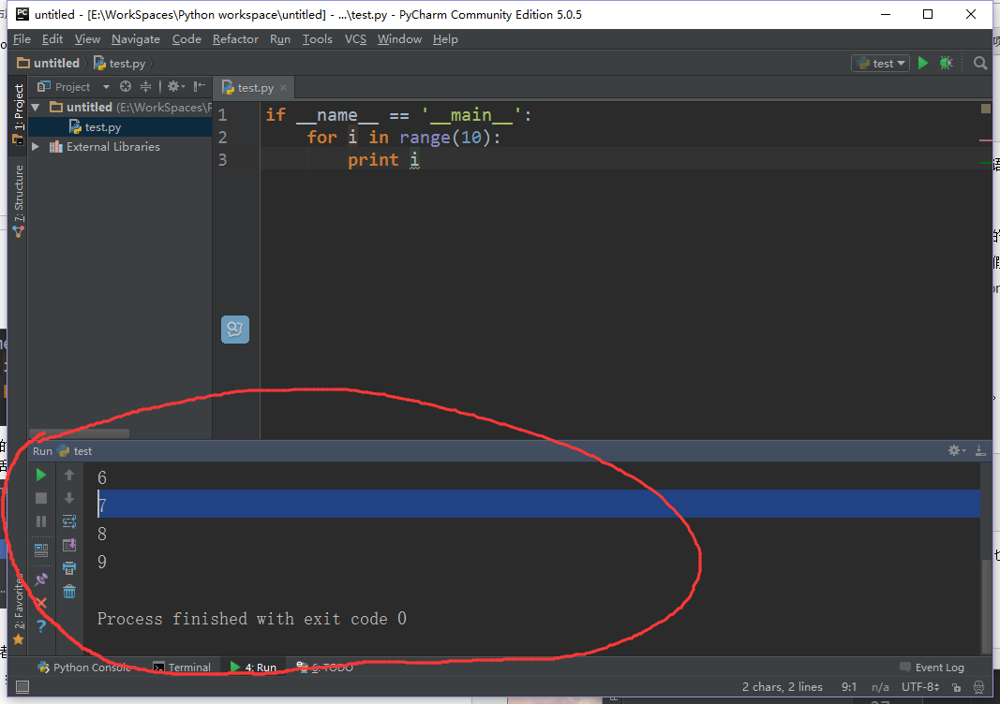 untitled - [E:\WorkSpaces\Python workspace\untitled] - ...\test.py - PyCharm Community Edition 5.0.5
File Edit View Navigate Code Refactor Run Tools VCS Window Help
untitled test.py test
1: Project
Project
test.py
untitled (E:\WorkSpaces\P
test.py
External Libraries
7: Structure
1 if __name__ == '__main__':
2 for i in range(10):
3 print i
Run test
6
7
8
9
Process finished with exit code 0
2: Favorites
Python Console Terminal 4: Run 6: TODO Event Log
2 chars, 2 lines 9:1 n/a UTF-8